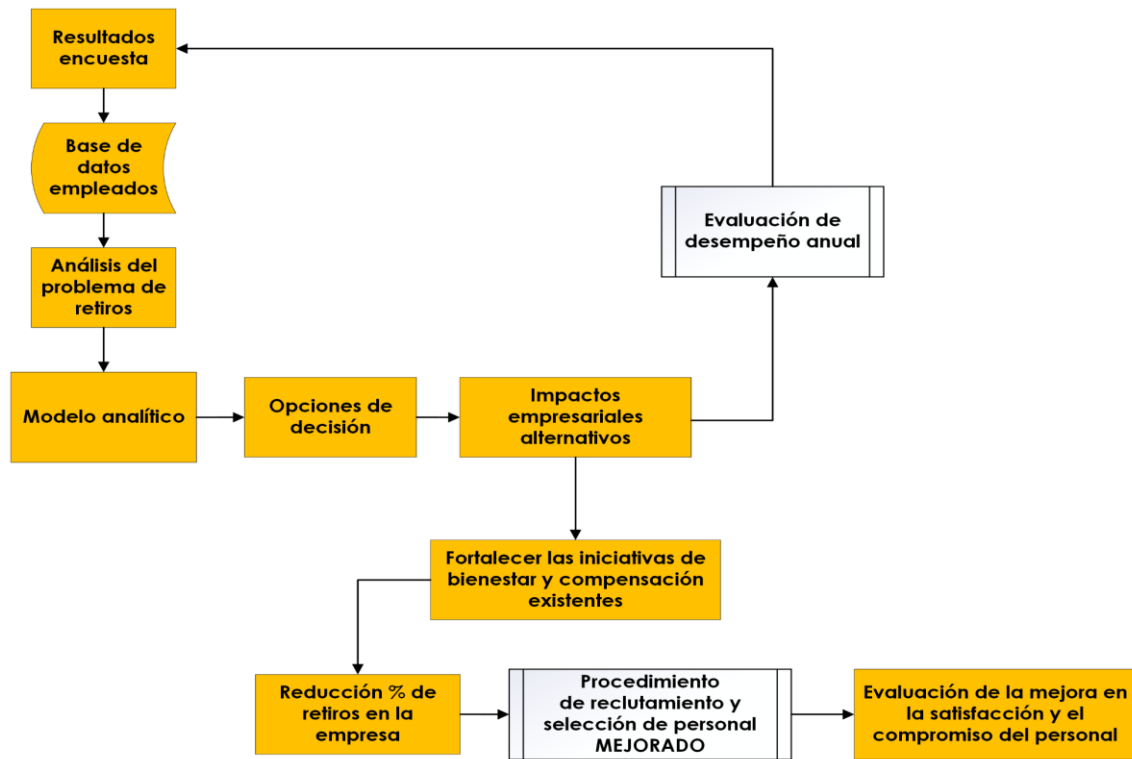 Resultados
encuesta
Base de
datos
empleados
Análisis del
problema de
retiros
Modelo analítico
Opciones de
decisión
Impactos
empresariales
alternativos
Evaluación de
desempeño anual
Fortalecer las iniciativas de
bienestar y compensación
existentes
Reducción % de
retiros en la
empresa
Procedimiento
de reclutamiento y
selección de personal
MEJORADO
Evaluación de la mejora en
la satisfacción y el
compromiso del personal